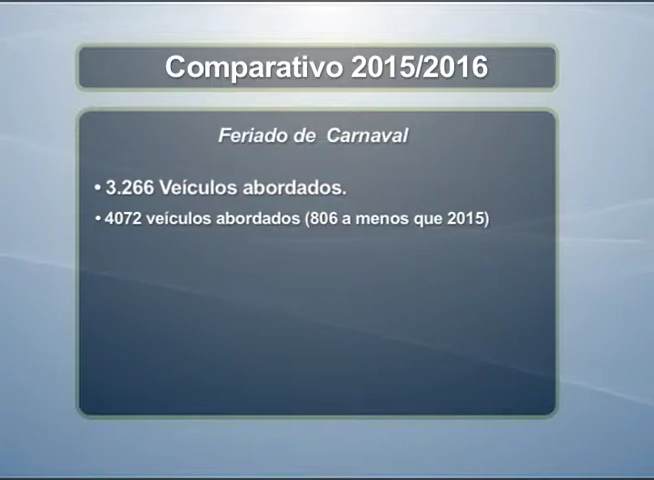 Comparativo 2015/2016
Feriado de Carnaval
• 3.266 Veículos abordados.
• 4072 veículos abordados (806 a menos que 2015)